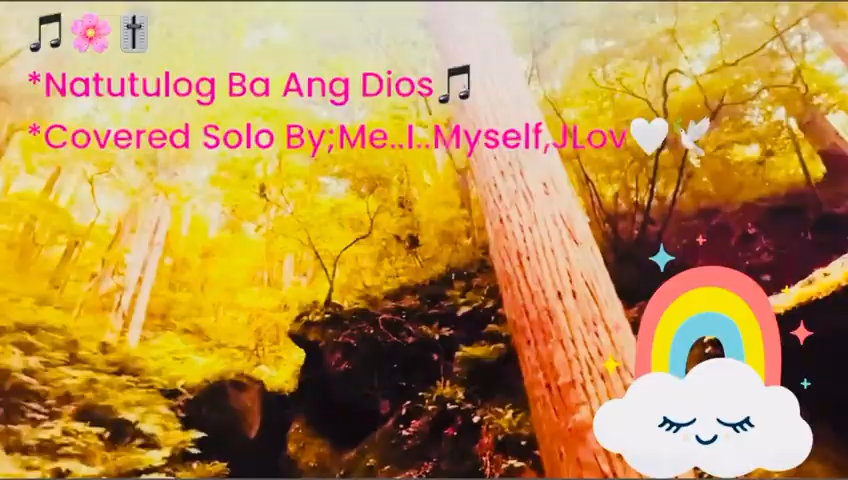 🎵🌸🎚️
*Natutulog Ba Ang Dios🎵
*Covered Solo By;Me..I..Myself,JLov🤍🕊️